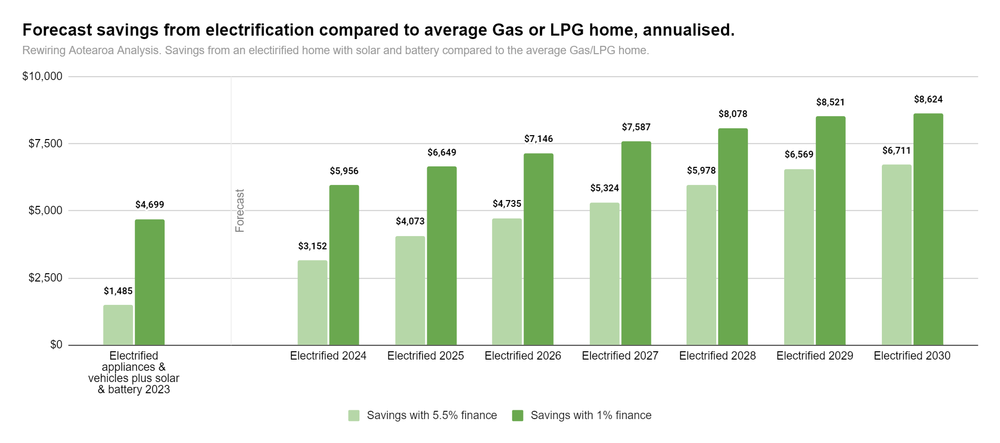 Forecast savings from electrification compared to average Gas or LPG home, annualised.
Rewiring Aotearoa Analysis. Savings from an electirified home with solar and battery compared to the average Gas/LPG home.
$10,000
$7,500
$5,000
$2,500
$0
Forecast
$1,485
$4,699
$3,152
$5,956
$4,073
$6,649
$4,735
$7,146
$5,324
$7,587
$5,978
$8,078
$6,569
$8,521
$6,711
$8,624
Electrified
appliances &
vehicles plus solar
& battery 2023
Electrified 2024
Electrified 2025
Electrified 2026
Electrified 2027
Electrified 2028
Electrified 2029
Electrified 2030
Savings with 5.5% finance
Savings with 1% finance